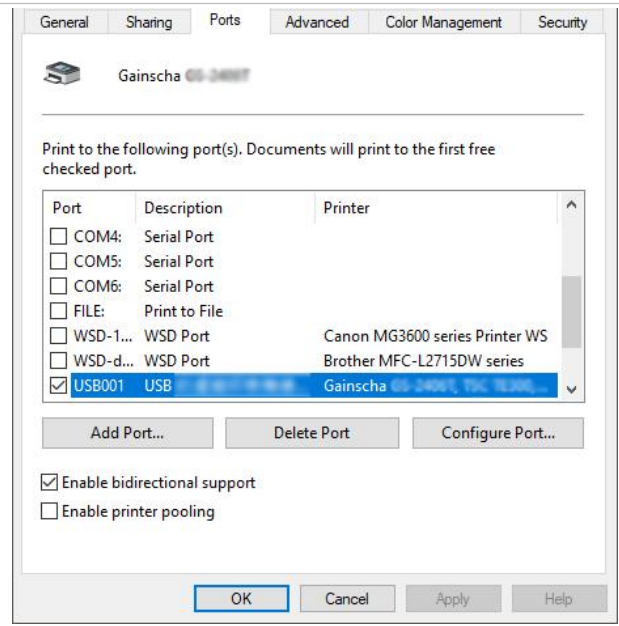 General Sharing Ports Advanced Color Management Security
Gainscha
Print to the following port(s). Documents will print to the first free
checked port.
Port Description Printer
COM4: Serial Port
COM5: Serial Port
COM6: Serial Port
FILE: Print to File
WSD-1... WSD Port Canon MG3600 series Printer WS
WSD-d... WSD Port Brother MFC-L2715DW series
USB001 USB Gainscha
Add Port... Delete Port Configure Port...
Enable bidirectional support
Enable printer pooling
OK Cancel Apply Help